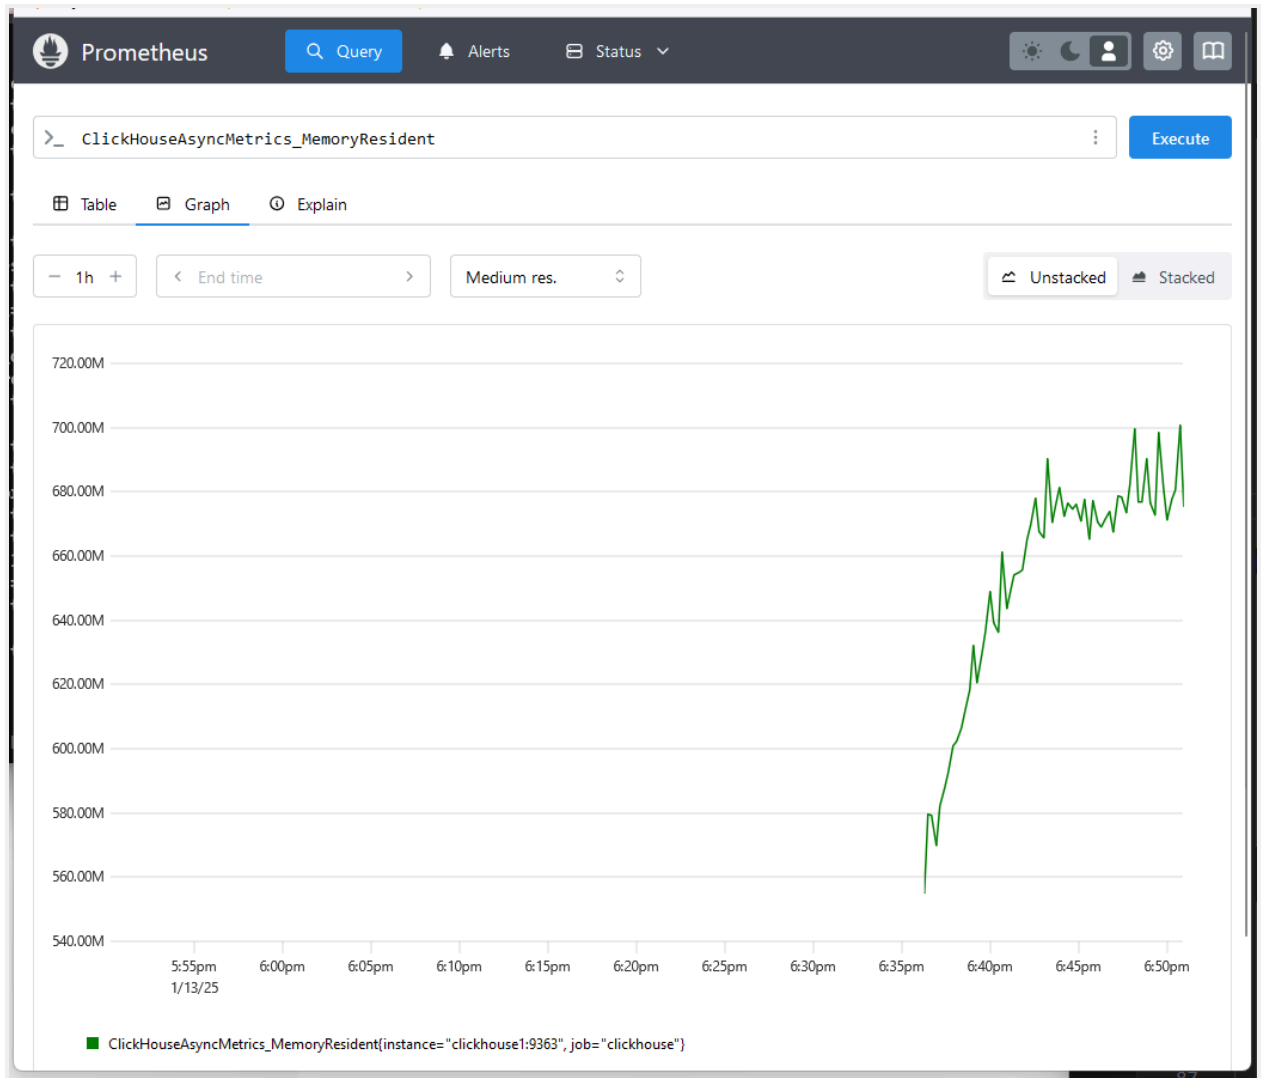 Prometheus Query Alerts Status
>_ ClickHouseAsyncMetrics_MemoryResident Execute
Table Graph Explain
− 1h + < End time > Medium res. Unstacked Stacked
720.00M
700.00M
680.00M
660.00M
640.00M
620.00M
600.00M
580.00M
560.00M
540.00M
5:55pm 6:00pm 6:05pm 6:10pm 6:15pm 6:20pm 6:25pm 6:30pm 6:35pm 6:40pm 6:45pm 6:50pm
1/13/25
ClickHouseAsyncMetrics_MemoryResident{instance="clickhouse1:9363", job="clickhouse"}